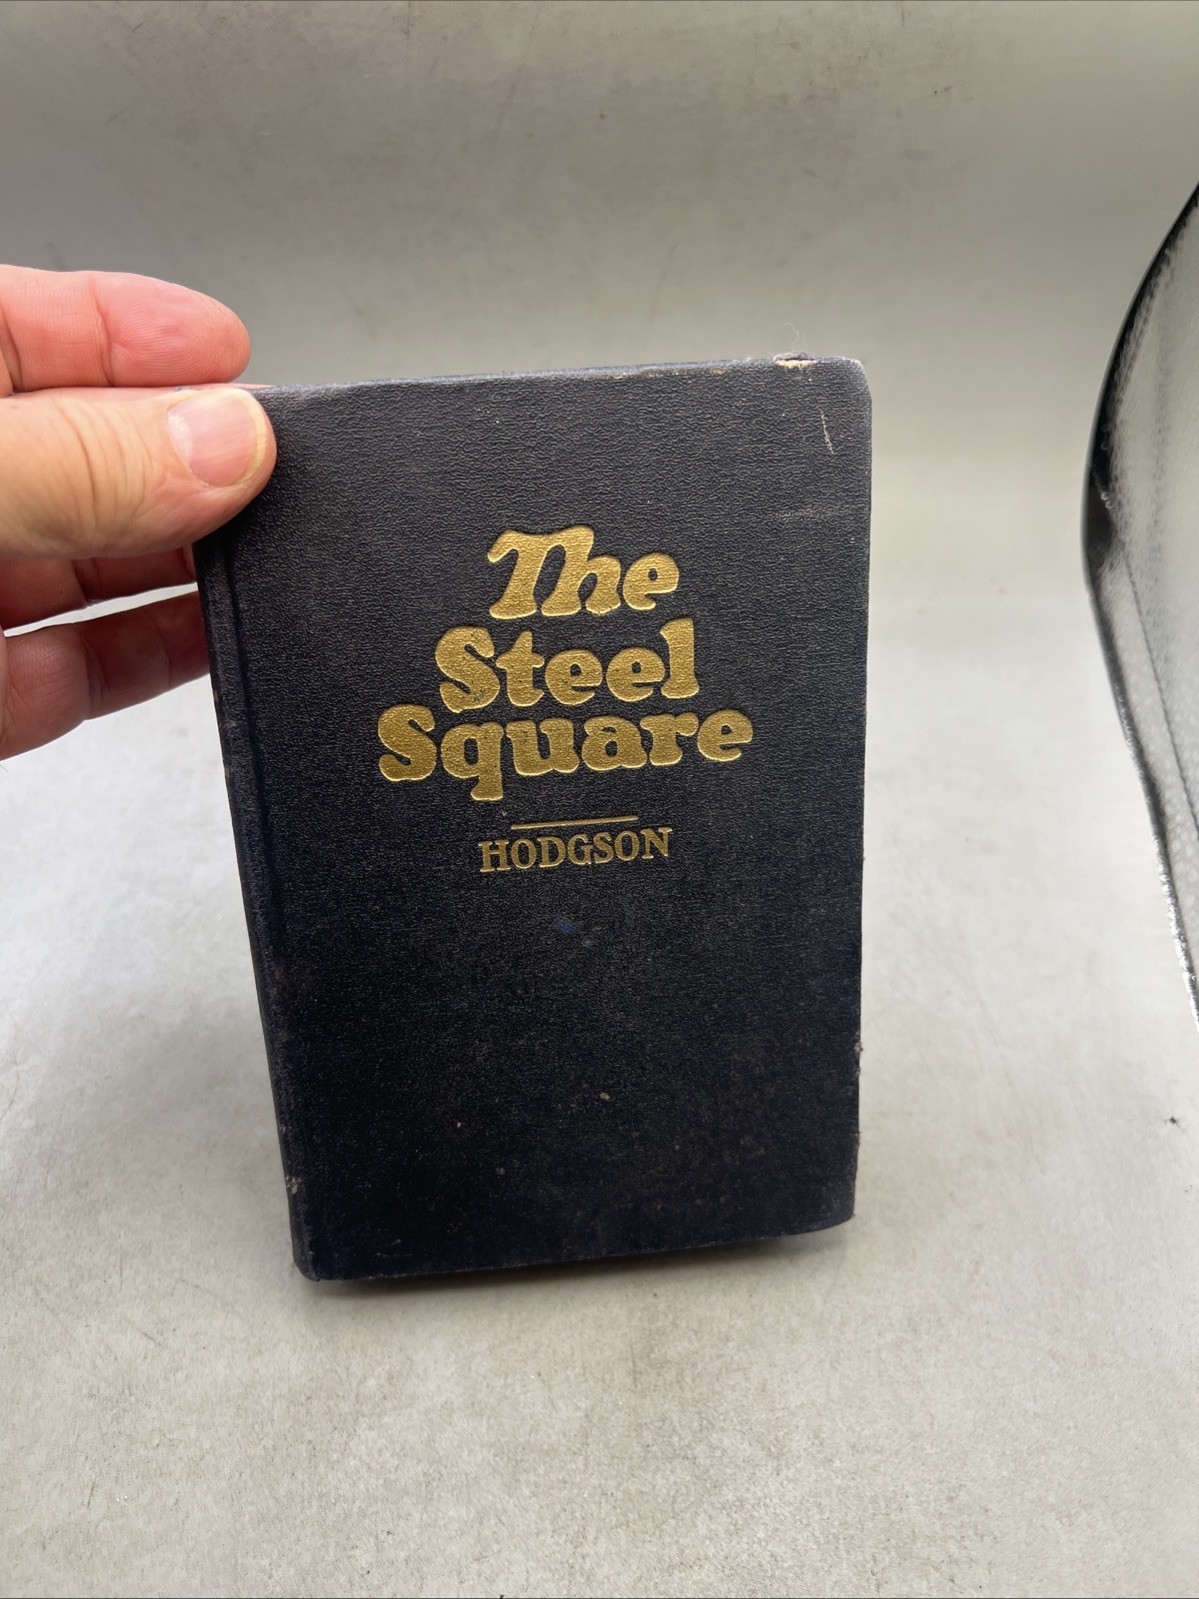 The
Steel
Square
HODGSON